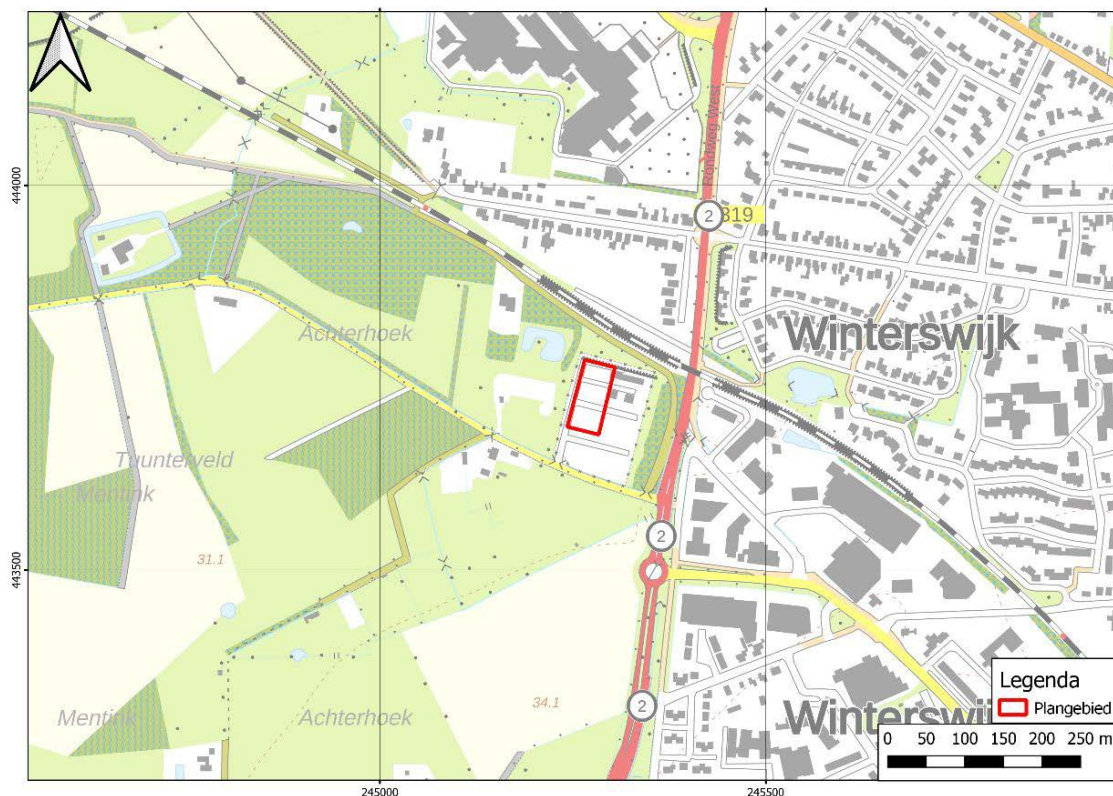 Rondweg West
444000
2
319
Achterhoek
Winterswijk
Tuunterveld
Mentink
31.1
2
443500
34.1
2
Mentink
Achterhoek
Winterswijk
Legenda
Plangebied
0 50 100 150 200 250 m
245000
245500